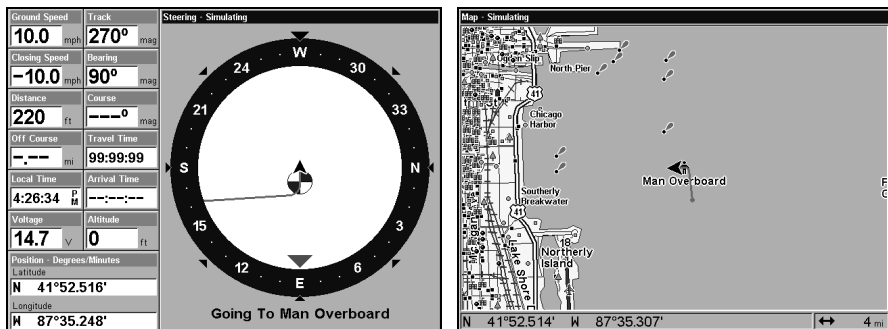 Ground Speed Track
10.0 mph 270º mag
Closing Speed Bearing
-10.0 mph 90º mag
Distance Course
220 ft ---º mag
Off Course Travel Time
-.-- mi 99:99:99
Local Time Arrival Time
4:26:34 PM --:--:--
Voltage Altitude
14.7 V 0 ft
Position - Degrees/Minutes
Latitude
N 41°52.516'
Longitude
W 87°35.248'
Steering - Simulating
W
24 30
21 33
S N
15 3
12 6
E
Going To Man Overboard
Map - Simulating
Ogden Slip
North Pier
41
Chicago
Harbor
Man Overboard
Southerly
Breakwater
41
18
Northerly
Island
Lake Shore
N 41°52.514' W 87°35.307' 4 mi